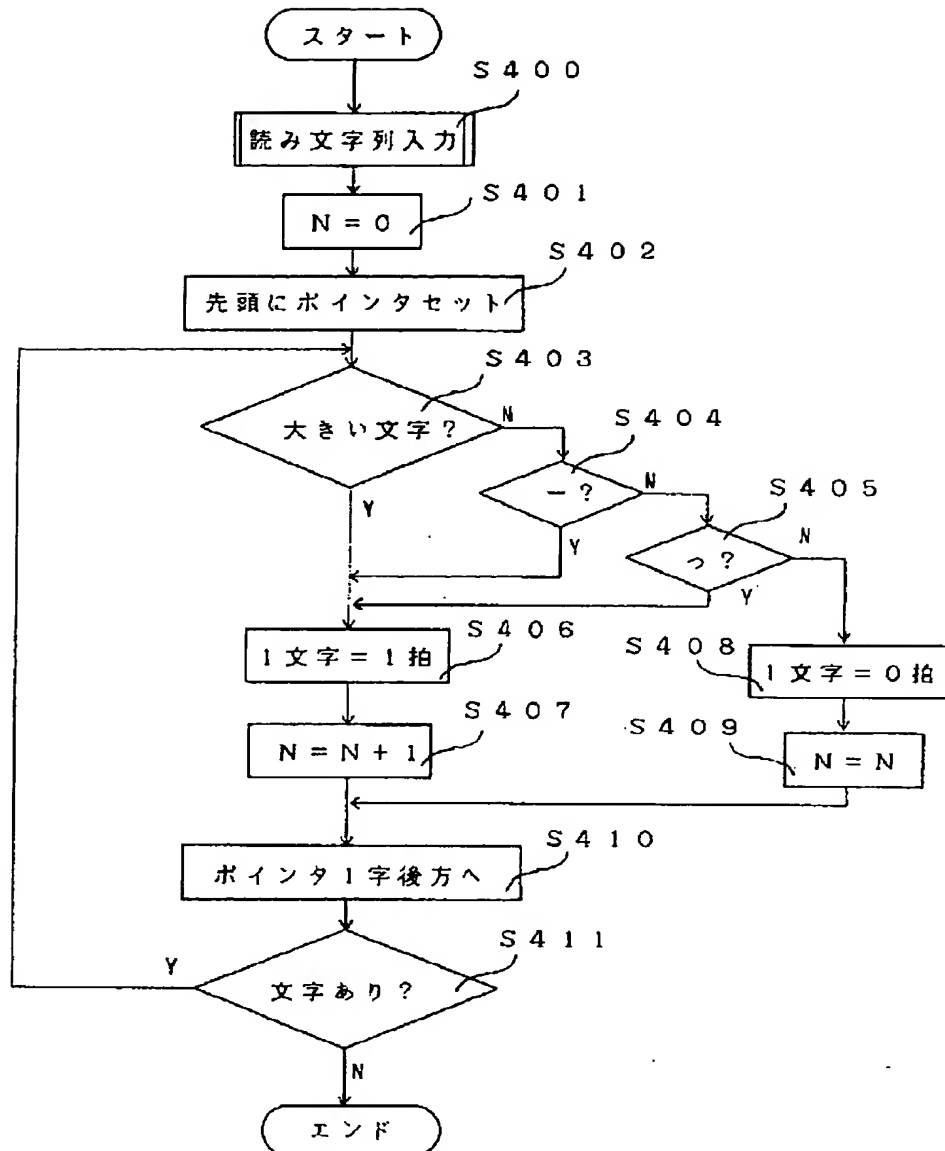 スタート
S400
読み文字列入力
S401
N=0
S402
先頭にポインタセット
S403
大きい文字?
N
S404
ー?
N
S405
Y
Y
っ?
N
Y
S406
1文字=1拍
S408
1文字=0拍
S407
N=N+1
S409
N=N
S410
ポインタ1字後方へ
S411
Y
文字あり?
N
エンド